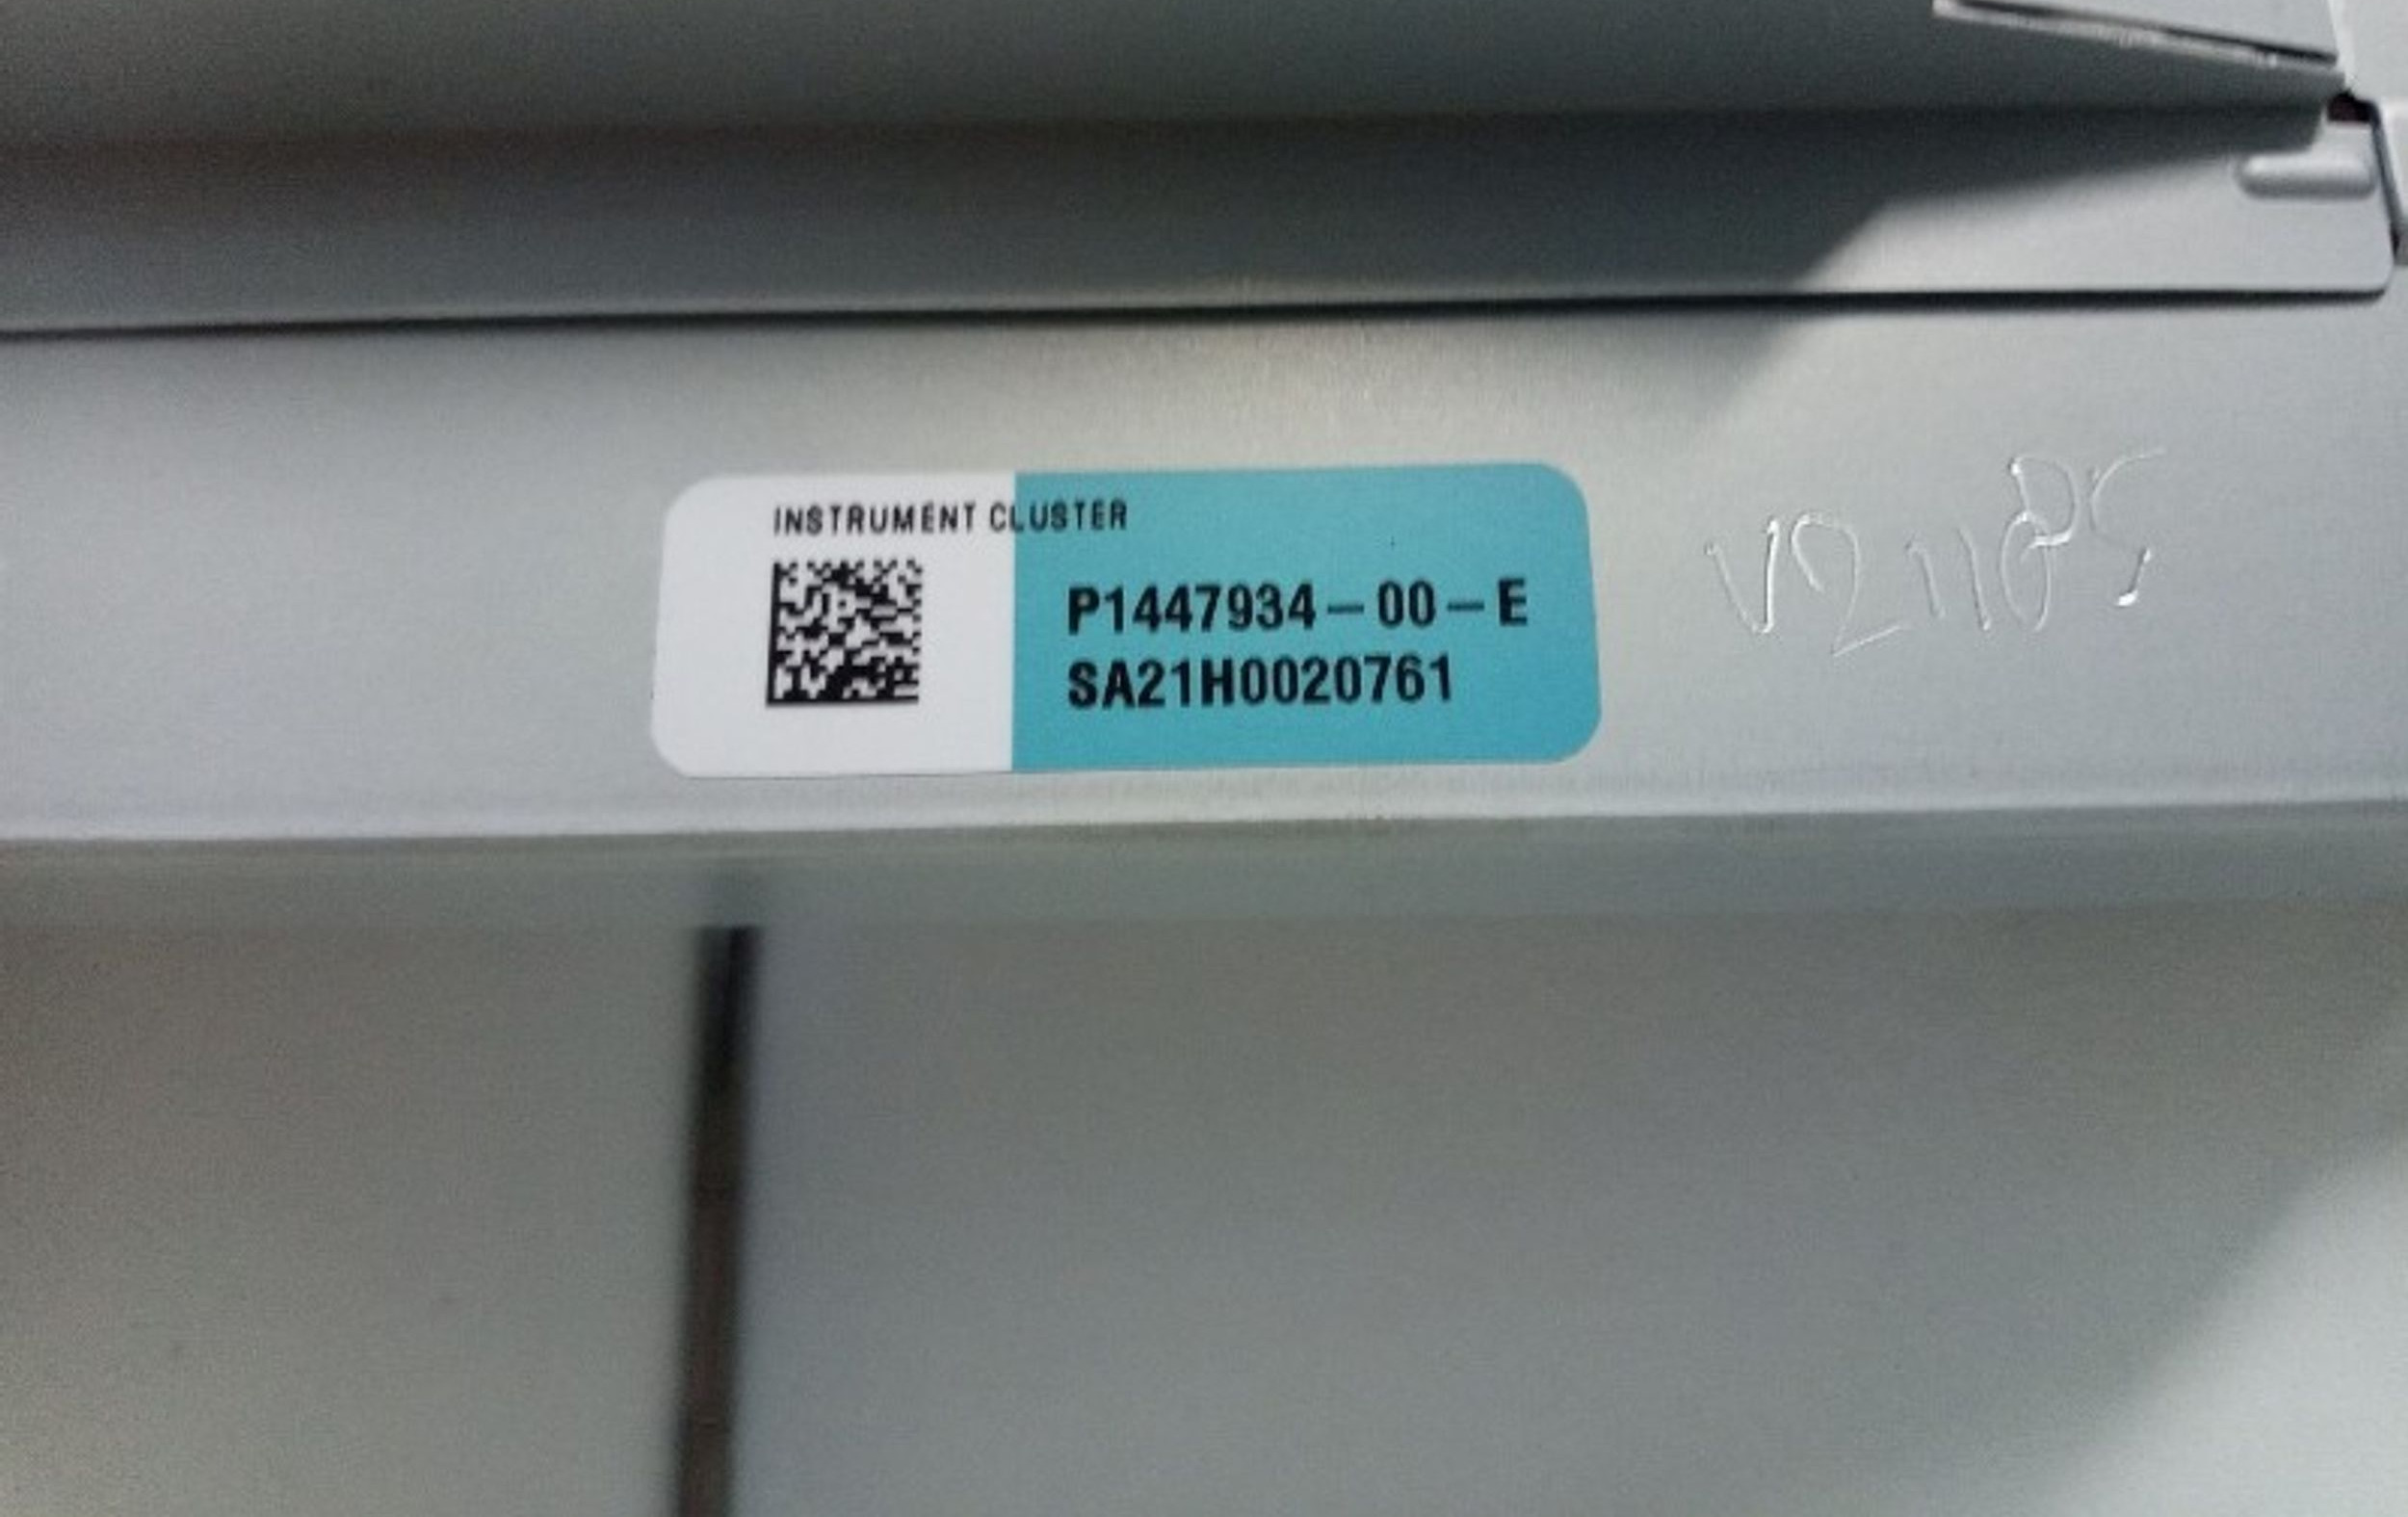 INSTRUMENT CLUSTER
P1447934-00-E
SA21H0020761